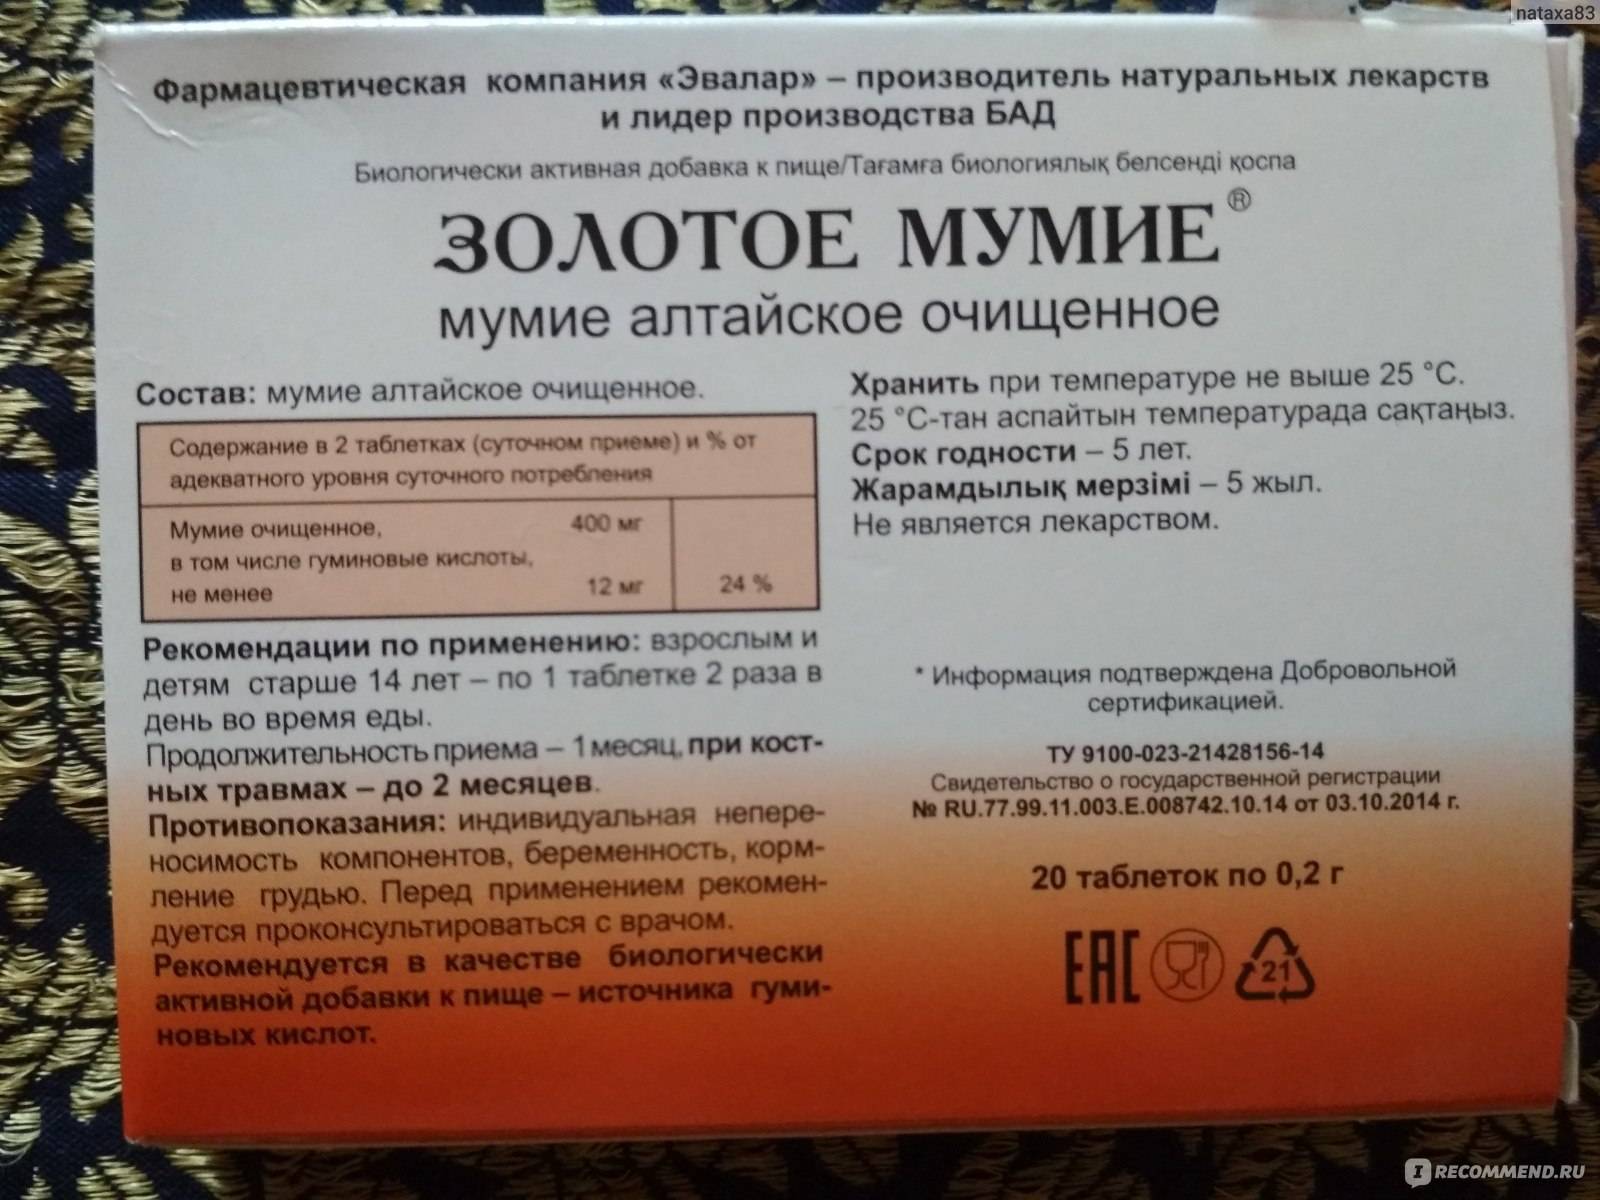 nataxa83
Фармацевтическая компания «Эвалар» – производитель натуральных лекарств
и лидер производства БАД
Биологически активная добавка к пище/Тағамға биологиялық белсенді қоспа
ЗОЛОТОЕ МУМИЕ®
мумие алтайское очищенное
Состав: мумие алтайское очищенное.
Содержание в 2 таблетках (суточном приеме) и % от
адекватного уровня суточного потребления
Мумие очищенное, 400 мг
в том числе гуминовые кислоты,
не менее 12 мг 24 %
Рекомендации по применению: взрослым и
детям старше 14 лет – по 1 таблетке 2 раза в
день во время еды.
Продолжительность приема – 1 месяц, при кост-
ных травмах – до 2 месяцев.
Противопоказания: индивидуальная непере-
носимость компонентов, беременность, корм-
ление грудью. Перед применением рекомен-
дуется проконсультироваться с врачом.
Рекомендуется в качестве биологически
активной добавки к пище – источника гуми-
новых кислот.
Хранить при температуре не выше 25 °С.
25 °С-тан аспайтын температурада сақтаңыз.
Срок годности – 5 лет.
Жарамдылық мерзімі – 5 жыл.
Не является лекарством.
* Информация подтверждена Добровольной
сертификацией.
ТУ 9100-023-21428156-14
Свидетельство о государственной регистрации
№ RU.77.99.11.003.Е.008742.10.14 от 03.10.2014 г.
20 таблеток по 0,2 г
EAC
21
IRECOMMEND.RU